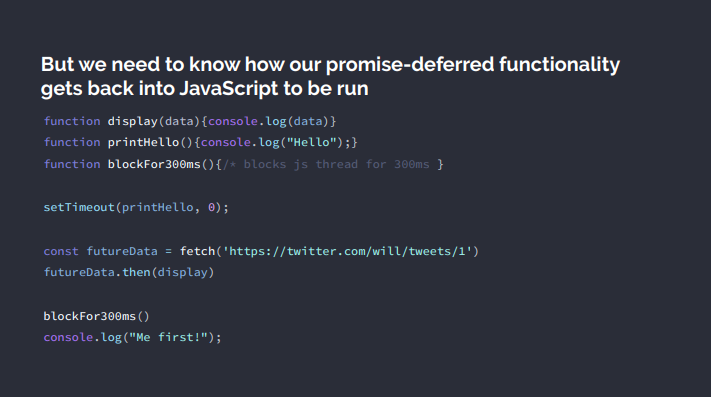 But we need to know how our promise-deferred functionality
gets back into JavaScript to be run
function display(data){console.log(data)}
function printHello(){console.log("Hello");}
function blockFor300ms(){/* blocks js thread for 300ms }
setTimeout(printHello, 0);
const futureData = fetch('https://twitter.com/will/tweets/1')
futureData.then(display)
blockFor300ms()
console.log("Me first!");